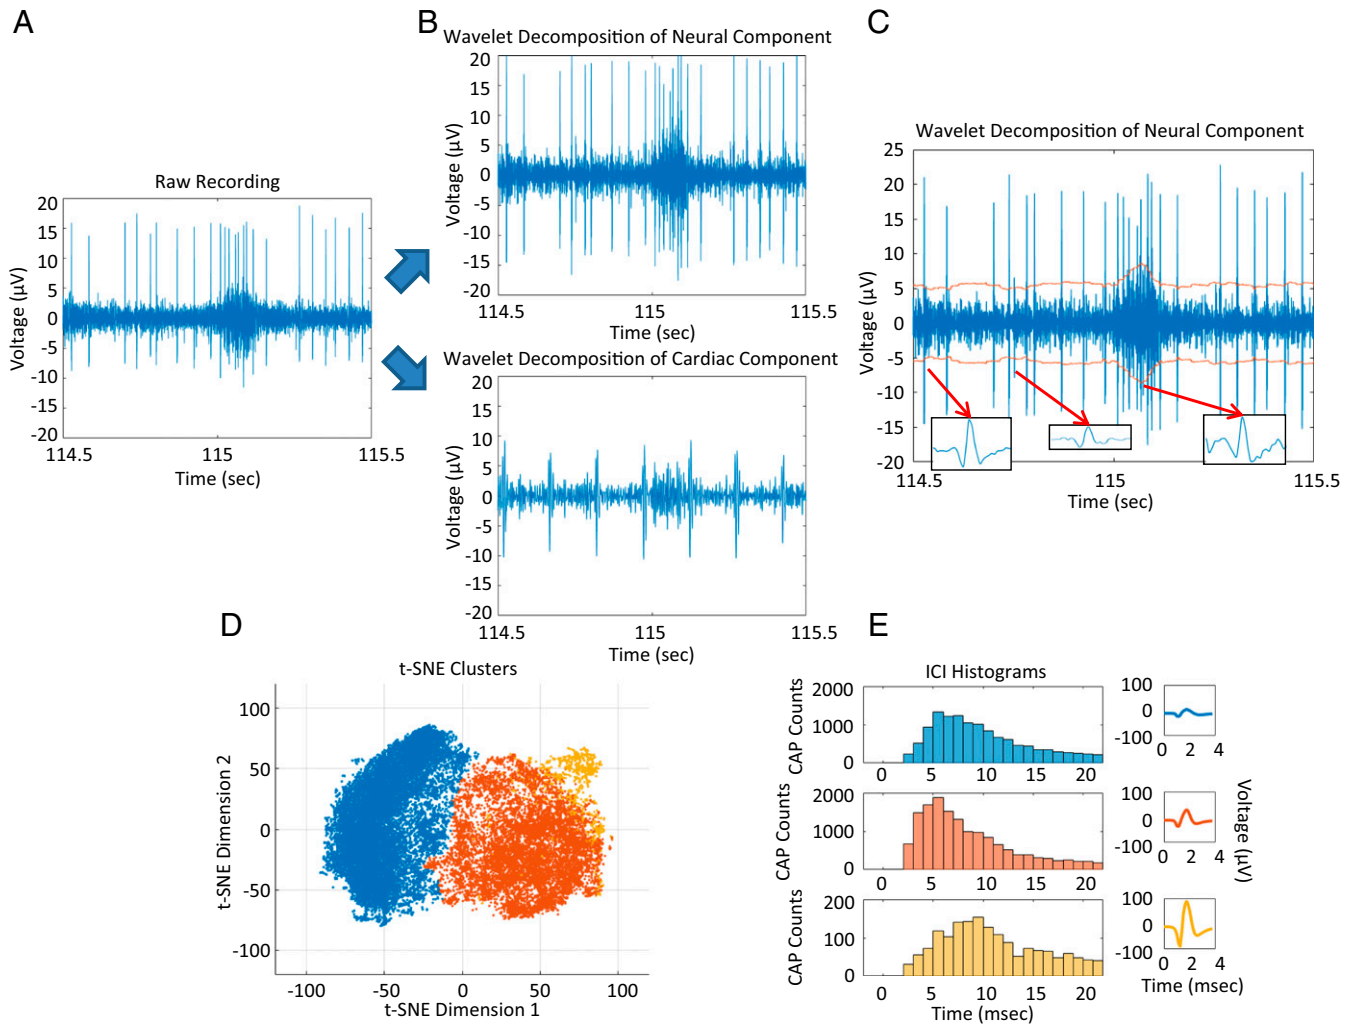 A
Raw Recording
20
15
10
5
0
-5
-10
-15
-20
Voltage (µV)
114.5 115 115.5
Time (sec)
B
Wavelet Decomposition of Neural Component
20
15
10
5
0
-5
-10
-15
-20
Voltage (µV)
114.5 115 115.5
Time (sec)
Wavelet Decomposition of Cardiac Component
20
15
10
5
0
-5
-10
-15
-20
Voltage (µV)
114.5 115 115.5
Time (sec)
C
Wavelet Decomposition of Neural Component
25
20
15
10
5
0
-5
-10
-15
-20
Voltage (µV)
114.5 115 115.5
Time (sec)
D
t-SNE Clusters
100
50
0
-50
-100
t-SNE Dimension 2
-100 -50 0 50 100
t-SNE Dimension 1
E
ICI Histograms
2000
1000
0
CAP Counts
0 5 10 15 20
100
0
-100
0 2 4
2000
1000
0
CAP Counts
0 5 10 15 20
100
0
-100
0 2 4
Voltage (µV)
200
100
0
CAP Counts
0 5 10 15 20
Time (msec)
100
0
-100
0 2 4
Time (msec)